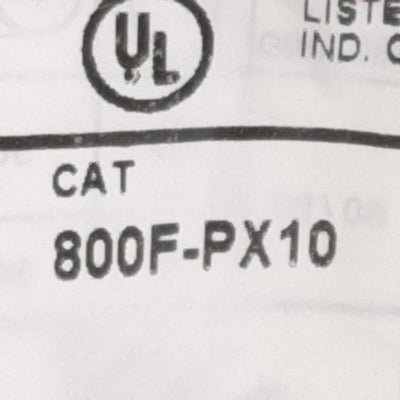 UL
LISTE
IND. C
CAT
800F-PX10